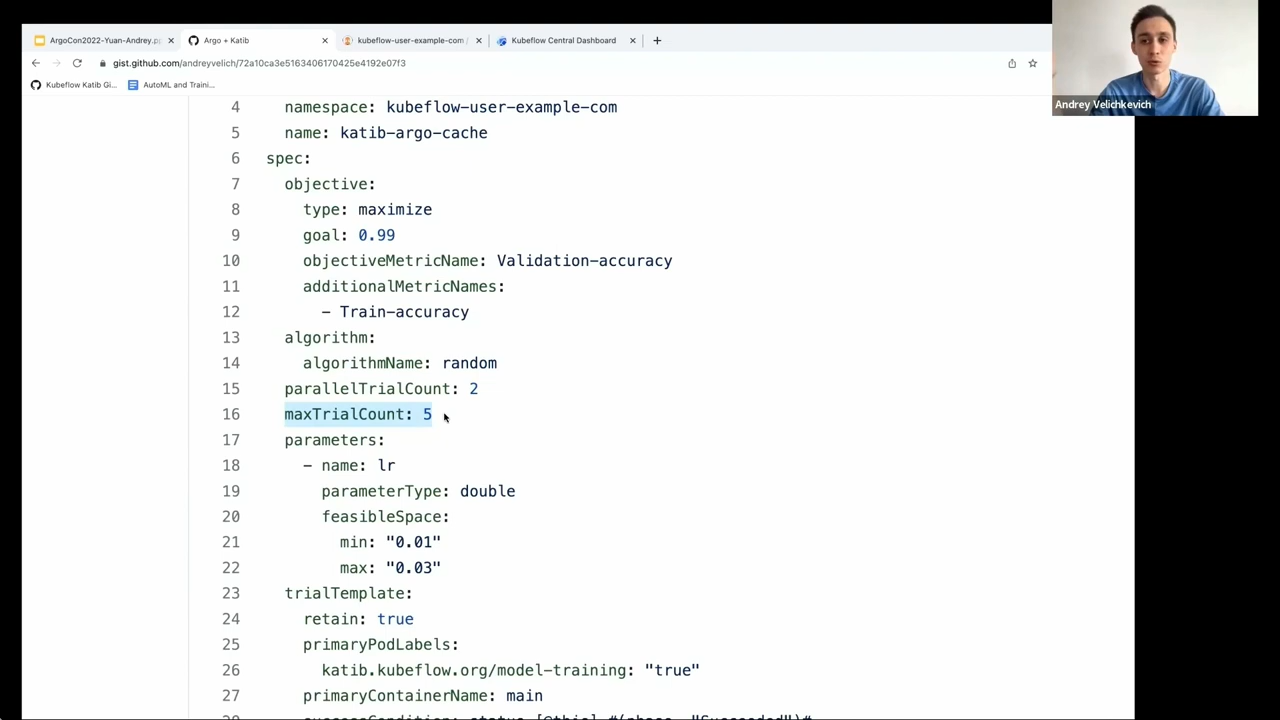 ArgoCon2022-Yuan-Andrey.pp
Argo + Katib
kubeflow-user-example-com /
Kubeflow Central Dashboard
gist.github.com/andreyvelich/72a10ca3e5163406170425e4192e07f3
Kubeflow Katib Gi...
AutoML and Traini...
Andrey Velichkevich
4 namespace: kubeflow-user-example-com
5 name: katib-argo-cache
6 spec:
7 objective:
8 type: maximize
9 goal: 0.99
10 objectiveMetricName: Validation-accuracy
11 additionalMetricNames:
12 - Train-accuracy
13 algorithm:
14 algorithmName: random
15 parallelTrialCount: 2
16 maxTrialCount: 5
17 parameters:
18 - name: lr
19 parameterType: double
20 feasibleSpace:
21 min: "0.01"
22 max: "0.03"
23 trialTemplate:
24 retain: true
25 primaryPodLabels:
26 katib.kubeflow.org/model-training: "true"
27 primaryContainerName: main